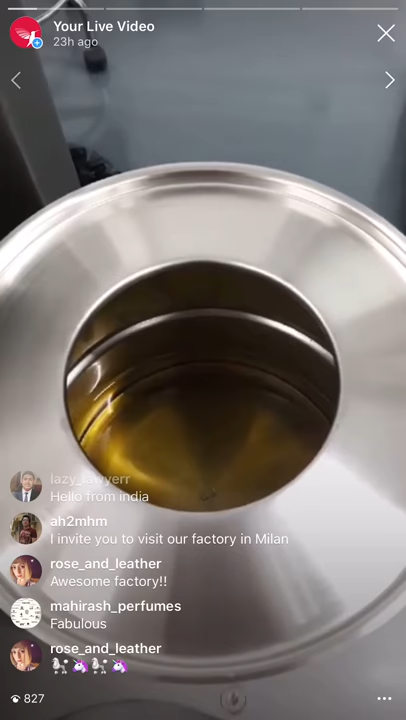 Your Live Video
23h ago
lazy_lawyerr
Hello from india
ah2mhm
I invite you to visit our factory in Milan
rose_and_leather
Awesome factory!!
mahirash_perfumes
Fabulous
rose_and_leather
🐩🦄🐩🦄
827